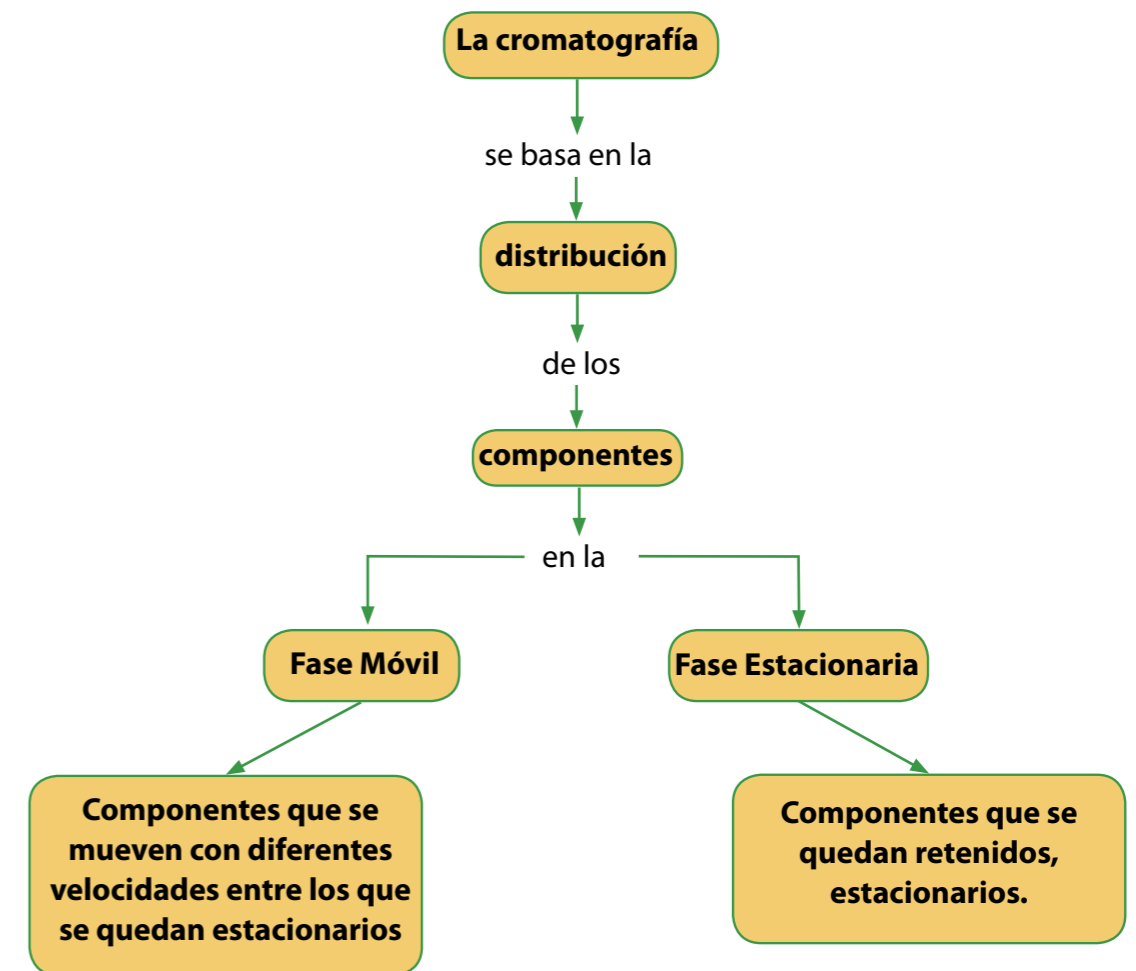 La cromatografía
se basa en la
distribución
de los
componentes
en la
Fase Móvil
Fase Estacionaria
Componentes que se
mueven con diferentes
velocidades entre los que
se quedan estacionarios
Componentes que se
quedan retenidos,
estacionarios.